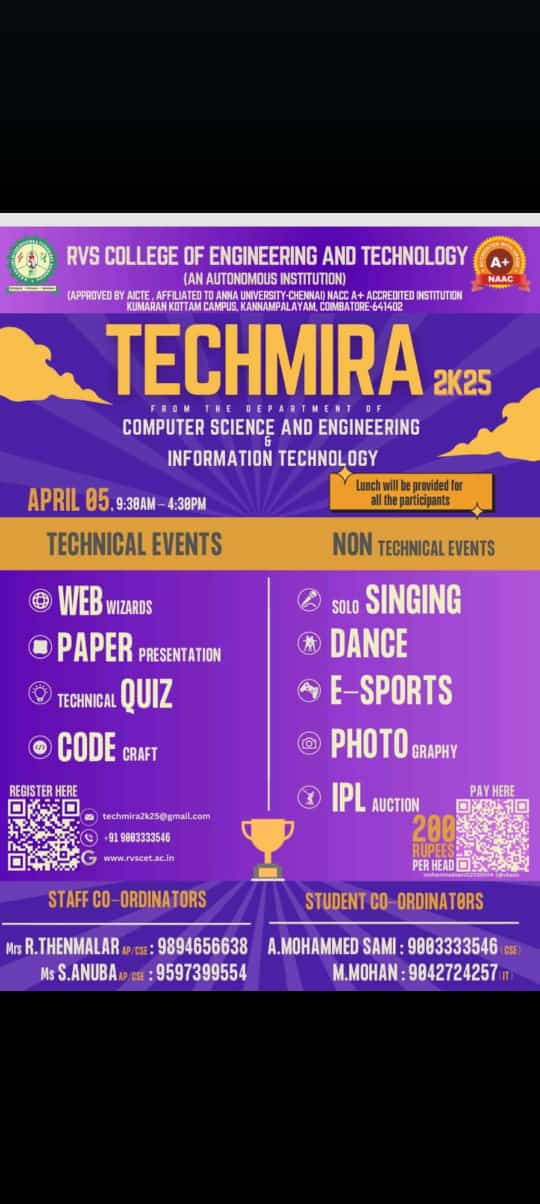 RVS COLLEGE OF ENGINEERING AND TECHNOLOGY
(AN AUTONOMOUS INSTITUTION)
(APPROVED BY AICTE , AFFILIATED TO ANNA UNIVERSITY-CHENNAI) NACC A+ ACCREDITED INSTITUTION
KUMARAN KOTTAM CAMPUS, KANNAMPALAYAM, COIMBATORE-641402
A+
NAAC
TECHMIRA 2K25
FROM THE DEPARTMENT OF
COMPUTER SCIENCE AND ENGINEERING
&
INFORMATION TECHNOLOGY
Lunch will be provided for
all the participants
APRIL 05, 9:30AM – 4:30PM
TECHNICAL EVENTS
WEB WIZARDS
PAPER PRESENTATION
TECHNICAL QUIZ
CODE CRAFT
NON TECHNICAL EVENTS
SOLO SINGING
DANCE
E-SPORTS
PHOTO GRAPHY
IPL AUCTION
REGISTER HERE
techmira2k25@gmail.com
+91 9003333546
www.rvscet.ac.in
PAY HERE
200
RUPEES
PER HEAD
STAFF CO-ORDINATORS
Mrs R.THENMALAR AP/CSE : 9894656638
Ms S.ANUBA AP/CSE : 9597399554
STUDENT CO-ORDINATORS
A.MOHAMMED SAMI : 9003333546 (CSE)
M.MOHAN : 9042724257 (IT)